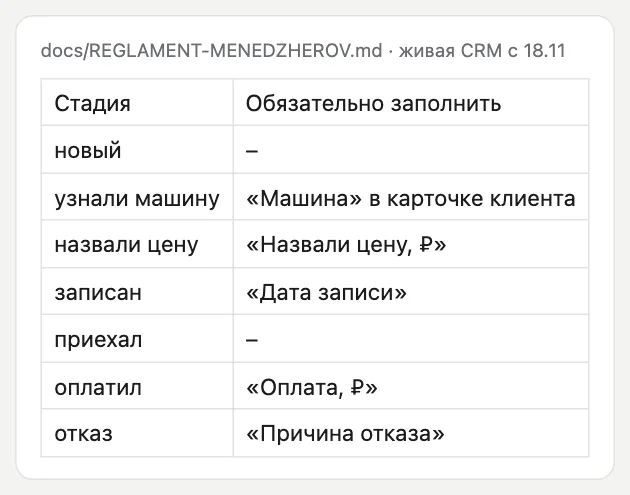 docs/REGLAMENT-MENEDZHEROV.md · живая CRM с 18.11
Стадия Обязательно заполнить
новый –
узнали машину «Машина» в карточке клиента
назвали цену «Назвали цену, ₽»
записан «Дата записи»
приехал –
оплатил «Оплата, ₽»
отказ «Причина отказа»